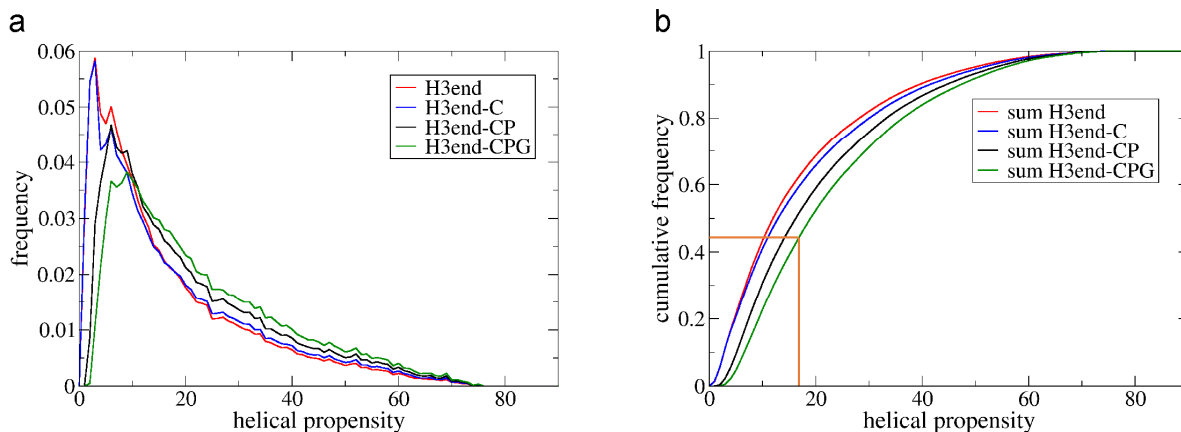 a
0.06
0.05
0.04
0.03
0.02
0.01
0
frequency
0
20
40
60
80
helical propensity
H3end
H3end-C
H3end-CP
H3end-CPG
b
1
0.8
0.6
0.4
0.2
0
cumulative frequency
0
20
40
60
80
helical propensity
sum H3end
sum H3end-C
sum H3end-CP
sum H3end-CPG